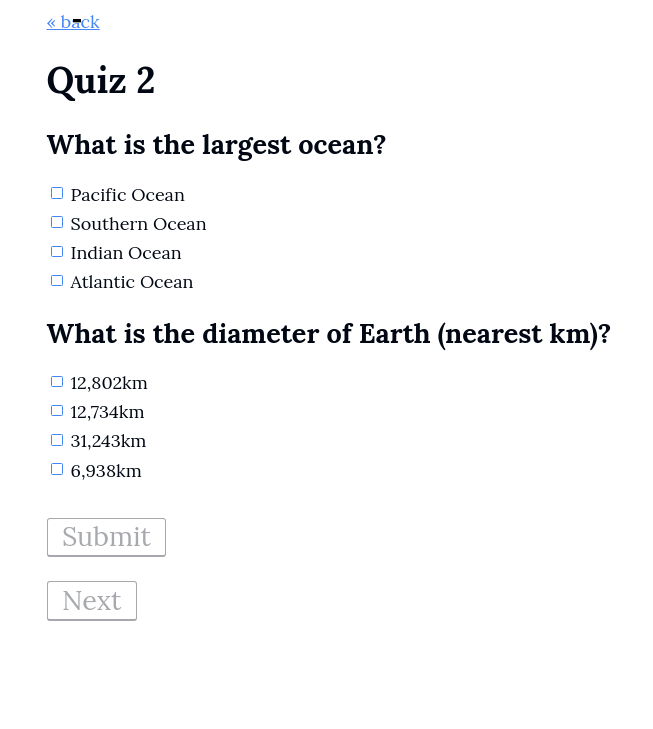 « back
Quiz 2
What is the largest ocean?
Pacific Ocean
Southern Ocean
Indian Ocean
Atlantic Ocean
What is the diameter of Earth (nearest km)?
12,802km
12,734km
31,243km
6,938km
Submit
Next